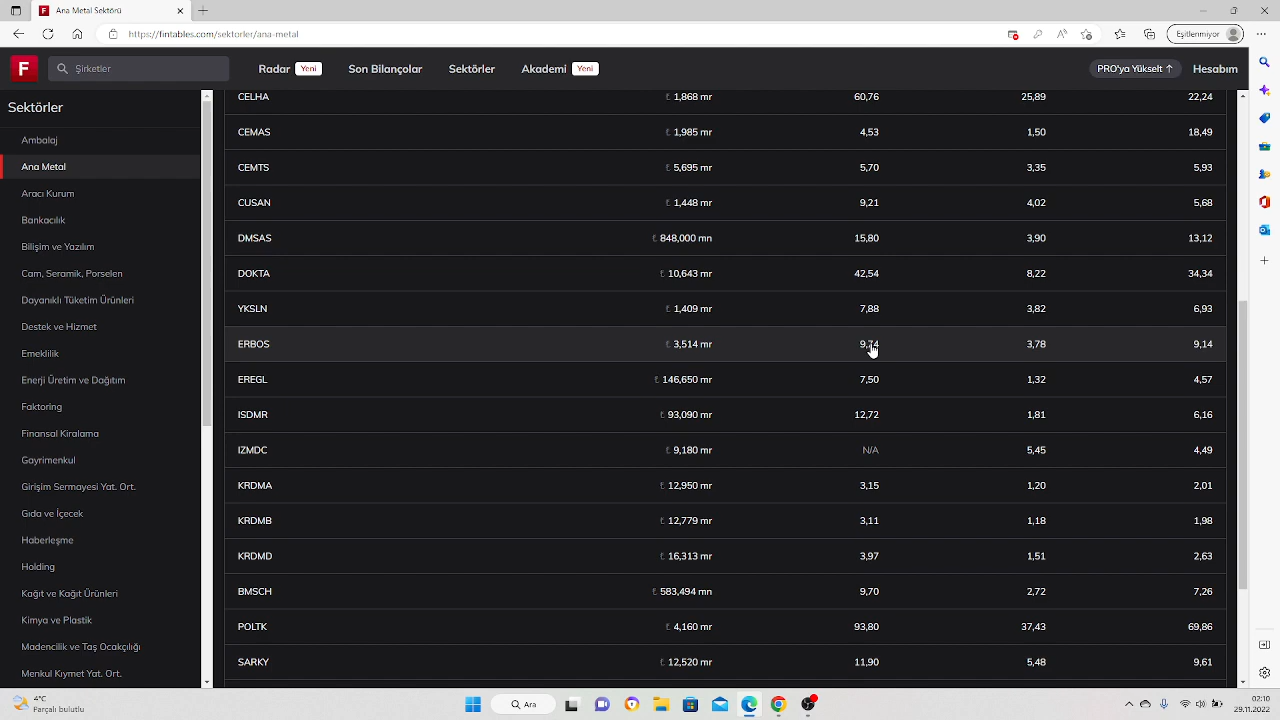 Ana Metal Sektörü
https://fintables.com/sektorler/ana-metal
Eşitlenmiyor
F
Şirketler
Radar Yeni
Son Bilançolar
Sektörler
Akademi Yeni
PRO'ya Yükselt ↑
Hesabım
Sektörler
Ambalaj
Ana Metal
Aracı Kurum
Bankacılık
Bilişim ve Yazılım
Cam, Seramik, Porselen
Dayanıklı Tüketim Ürünleri
Destek ve Hizmet
Emeklilik
Enerji Üretim ve Dağıtım
Faktoring
Finansal Kiralama
Gayrimenkul
Girişim Sermayesi Yat. Ort.
Gıda ve İçecek
Haberleşme
Holding
Kağıt ve Kağıt Ürünleri
Kimya ve Plastik
Madencilik ve Taş Ocakçılığı
Menkul Kıymet Yat. Ort.
CELHA ₺ 1,868 mr 60,76 25,89 22,24
CEMAS ₺ 1,985 mr 4,53 1,50 18,49
CEMTS ₺ 5,695 mr 5,70 3,35 5,93
CUSAN ₺ 1,448 mr 9,21 4,02 5,68
DMSAS ₺ 848,000 mn 15,80 3,90 13,12
DOKTA ₺ 10,643 mr 42,54 8,22 34,34
YKSLN ₺ 1,409 mr 7,88 3,82 6,93
ERBOS ₺ 3,514 mr 9,74 3,78 9,14
EREGL ₺ 146,650 mr 7,50 1,32 4,57
ISDMR ₺ 93,090 mr 12,72 1,81 6,16
IZMDC ₺ 9,180 mr N/A 5,45 4,49
KRDMA ₺ 12,950 mr 3,15 1,20 2,01
KRDMB ₺ 12,779 mr 3,11 1,18 1,98
KRDMD ₺ 16,313 mr 3,97 1,51 2,63
BMSCH ₺ 583,494 mn 9,70 2,72 7,26
POLTK ₺ 4,160 mr 93,80 37,43 69,86
SARKY ₺ 12,520 mr 11,90 5,48 9,61
4°C
Parçalı bulutlu
Ara
02:10
29.11.2022